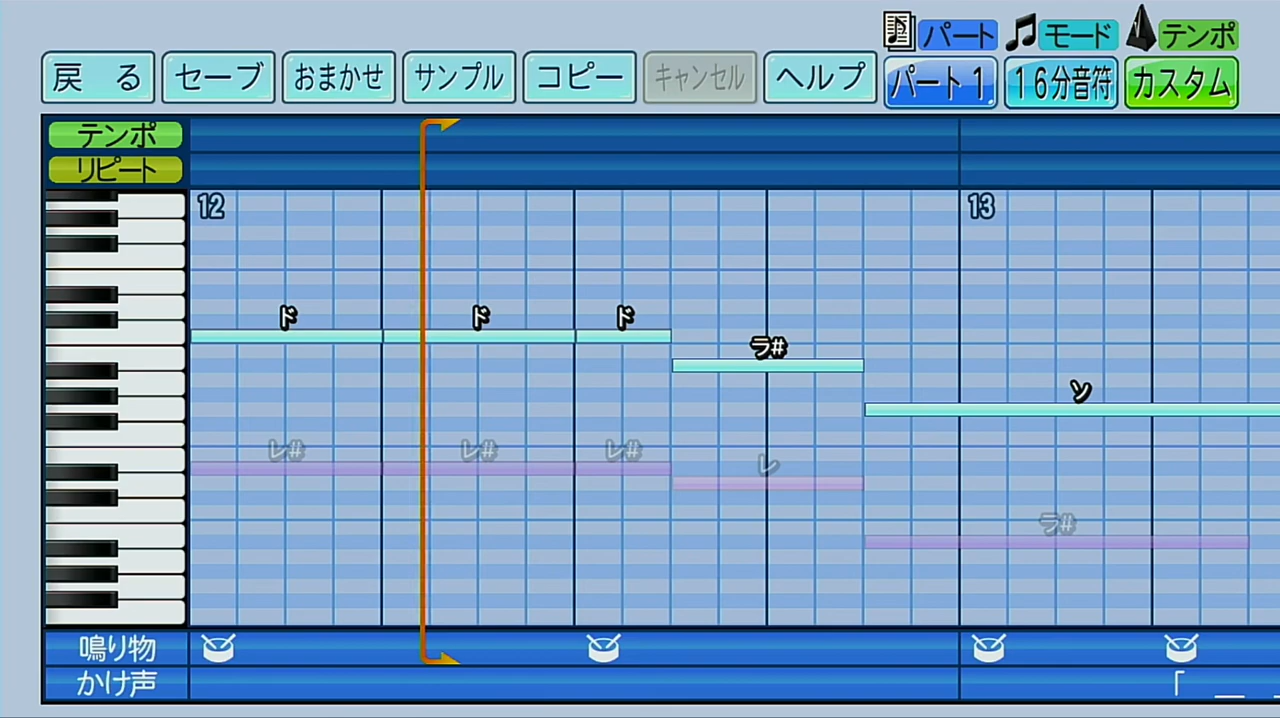 パート モード テンポ
戻る セーブ おまかせ サンプル コピー キャンセル ヘルプ パート1 16分音符 カスタム
テンポ
リピート
12 13
ド ド ド
ラ#
ソ
レ# レ# レ#
レ
ラ#
鳴り物
かけ声
「